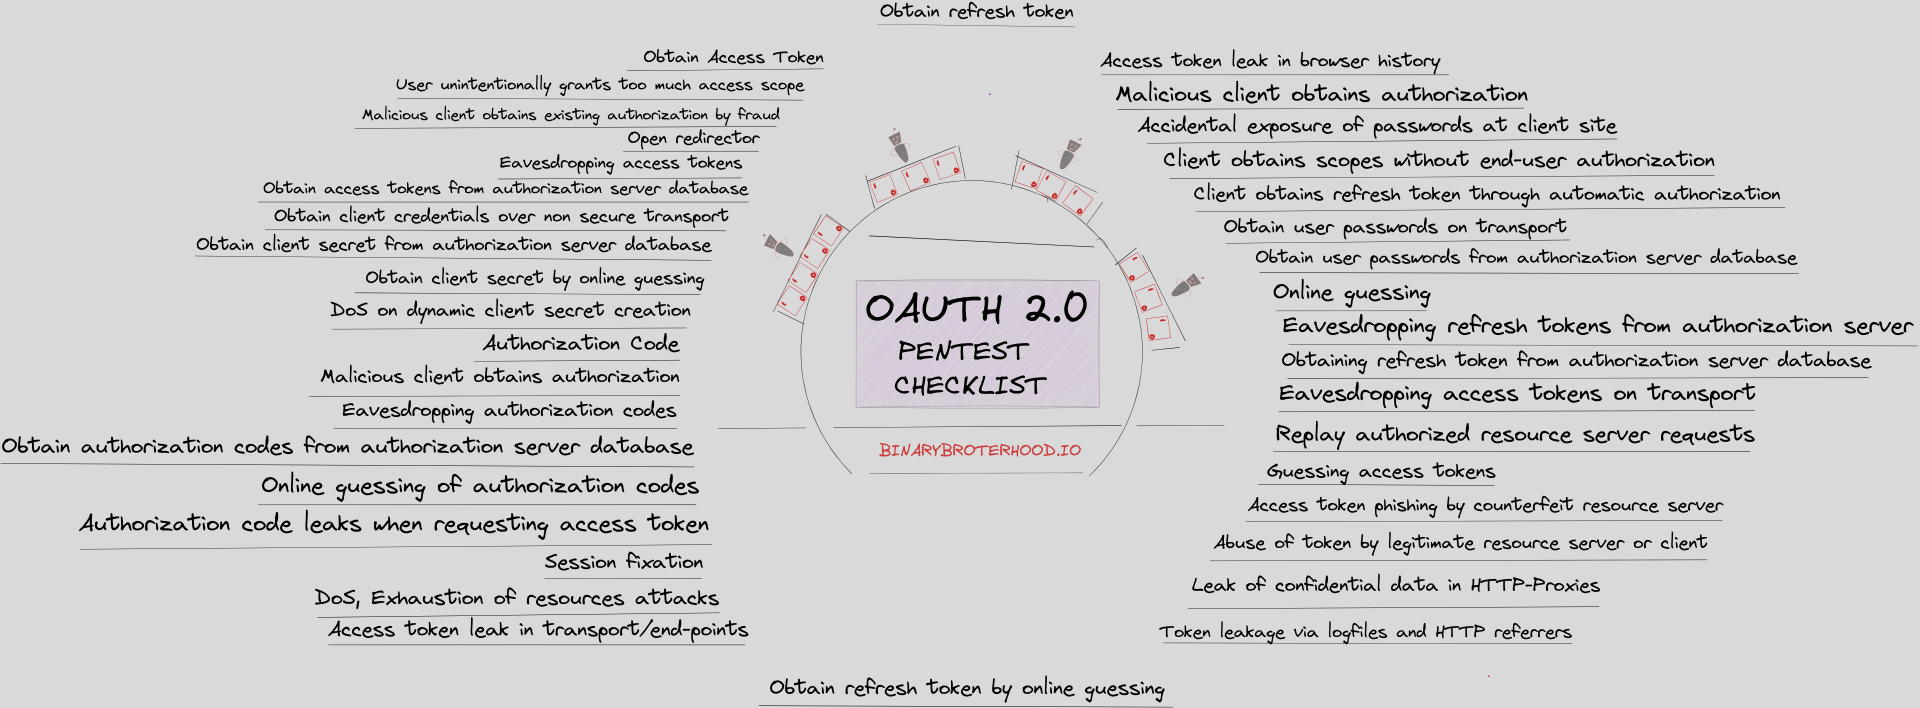 Obtain refresh token
Obtain Access Token
User unintentionally grants too much access scope
Malicious client obtains existing authorization by fraud
Open redirector
Eavesdropping access tokens
Obtain access tokens from authorization server database
Obtain client credentials over non secure transport
Obtain client secret from authorization server database
Obtain client secret by online guessing
DoS on dynamic client secret creation
Authorization Code
Malicious client obtains authorization
Eavesdropping authorization codes
Obtain authorization codes from authorization server database
Online guessing of authorization codes
Authorization code leaks when requesting access token
Session fixation
DoS, Exhaustion of resources attacks
Access token leak in transport/end-points
OAUTH 2.0
PENTEST
CHECKLIST
BINARYBROTERHOOD.IO
Access token leak in browser history
Malicious client obtains authorization
Accidental exposure of passwords at client site
Client obtains scopes without end-user authorization
Client obtains refresh token through automatic authorization
Obtain user passwords on transport
Obtain user passwords from authorization server database
Online guessing
Eavesdropping refresh tokens from authorization server
Obtaining refresh token from authorization server database
Eavesdropping access tokens on transport
Replay authorized resource server requests
Guessing access tokens
Access token phishing by counterfeit resource server
Abuse of token by legitimate resource server or client
Leak of confidential data in HTTP-Proxies
Token leakage via logfiles and HTTP referrers
Obtain refresh token by online guessing